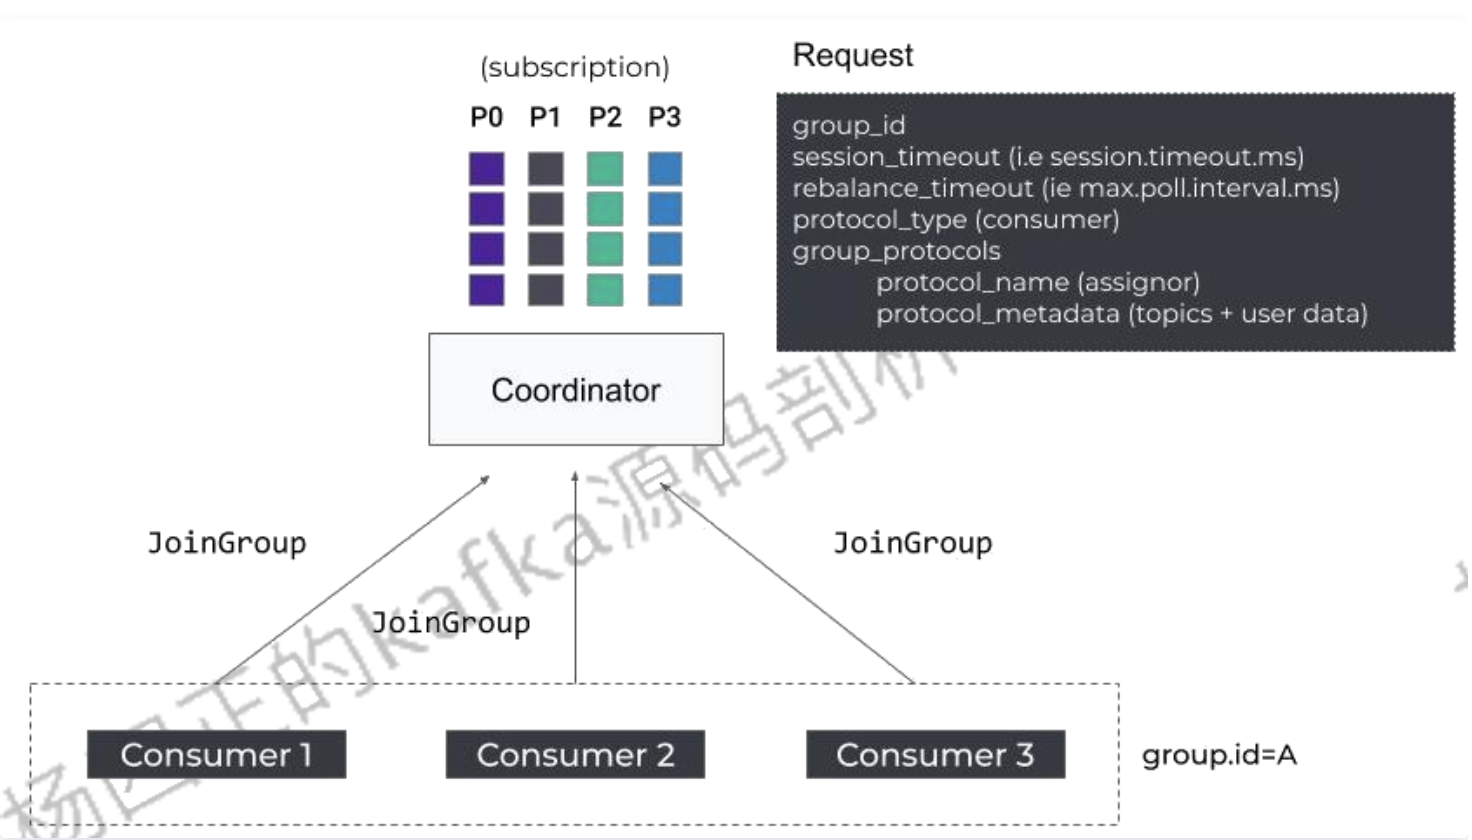 (subscription)
P0 P1 P2 P3
Request
group_id
session_timeout (i.e session.timeout.ms)
rebalance_timeout (ie max.poll.interval.ms)
protocol_type (consumer)
group_protocols
protocol_name (assignor)
protocol_metadata (topics + user data)
Coordinator
JoinGroup
JoinGroup
JoinGroup
Consumer 1
Consumer 2
Consumer 3
group.id=A
杨四正的kafka源码剖析